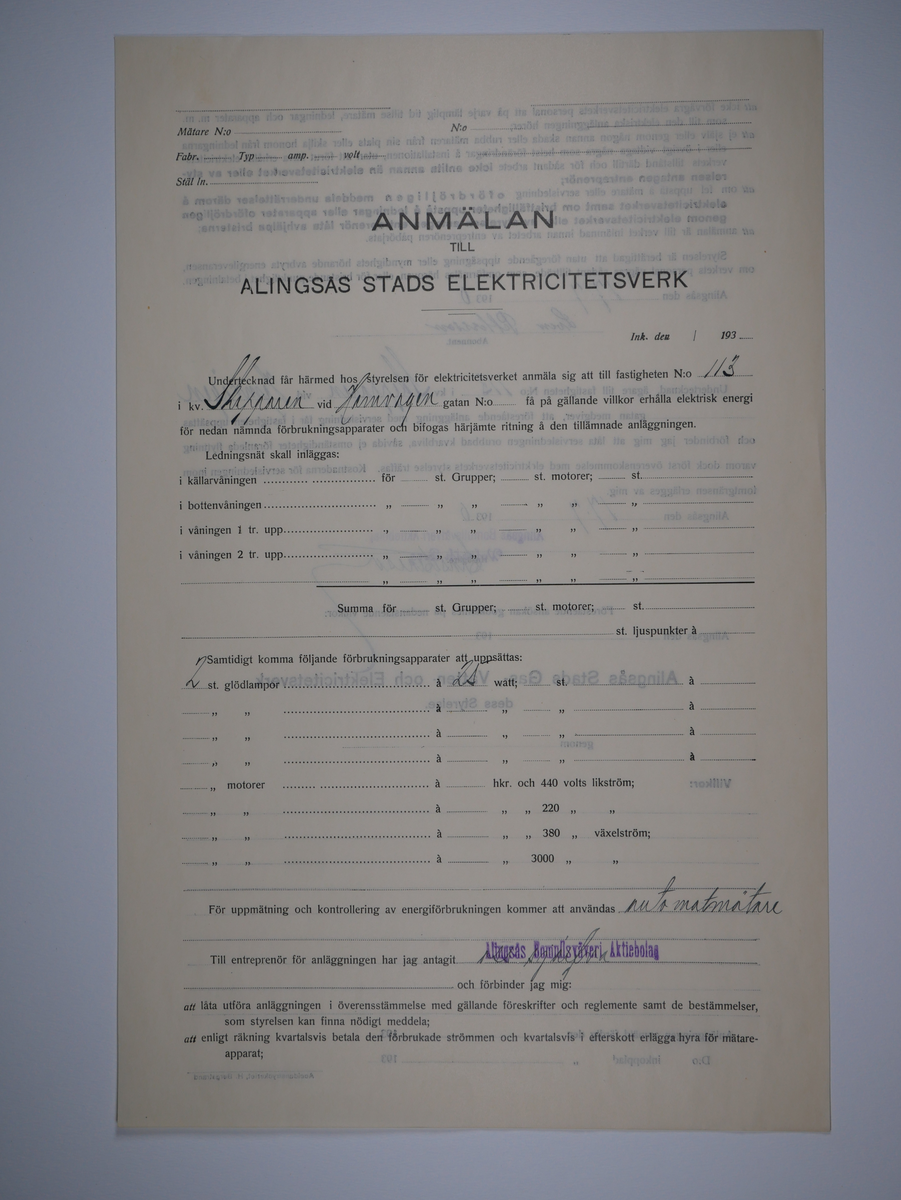 Mätare N:o N:o
Fabr. Typ amp. volt
Stäl ln.
ANMÄLAN
TILL
ALINGSÅS STADS ELEKTRICITETSVERK
Ink. den / 193
Undertecknad får härmed hos styrelsen för elektricitetsverket anmäla sig att till fastigheten N:o 113
i kv. Skepparen vid Hamnvägen gatan N:o få på gällande villkor erhålla elektrisk energi
för nedan nämnda förbrukningsapparater och bifogas härjämte ritning å den tillämnade anläggningen.
Ledningsnät skall inläggas:
i källarvåningen för st. Grupper; st. motorer; st.
i bottenvåningen „ „ „ „ „ „
i våningen 1 tr. upp „ „ „ „ „ „
i våningen 2 tr. upp „ „ „ „ „ „
„ „ „ „ „ „
Summa för st. Grupper; st. motorer; st.
st. ljuspunkter à
Samtidigt komma följande förbrukningsapparater att uppsättas:
2 st. glödlampor à 25 watt; st. à
„ „ à „ „ à
„ „ à „ „ à
„ „ à „ „ à
„ motorer à hkr. och 440 volts likström;
„ „ à „ „ 220 „ „
„ „ à „ „ 380 „ växelström;
„ „ à „ 3000 „ „
För uppmätning och kontrollering av energiförbrukningen kommer att användas automatmätare
Till entreprenör för anläggningen har jag antagit Alingsås Bomullsväveri Aktiebolag
och förbinder jag mig:
att låta utföra anläggningen i överensstämmelse med gällande föreskrifter och reglemente samt de bestämmelser,
som styrelsen kan finna nödigt meddela;
att enligt räkning kvartalsvis betala den förbrukade strömmen och kvartalsvis i efterskott erlägga hyra för mätare-
apparat;